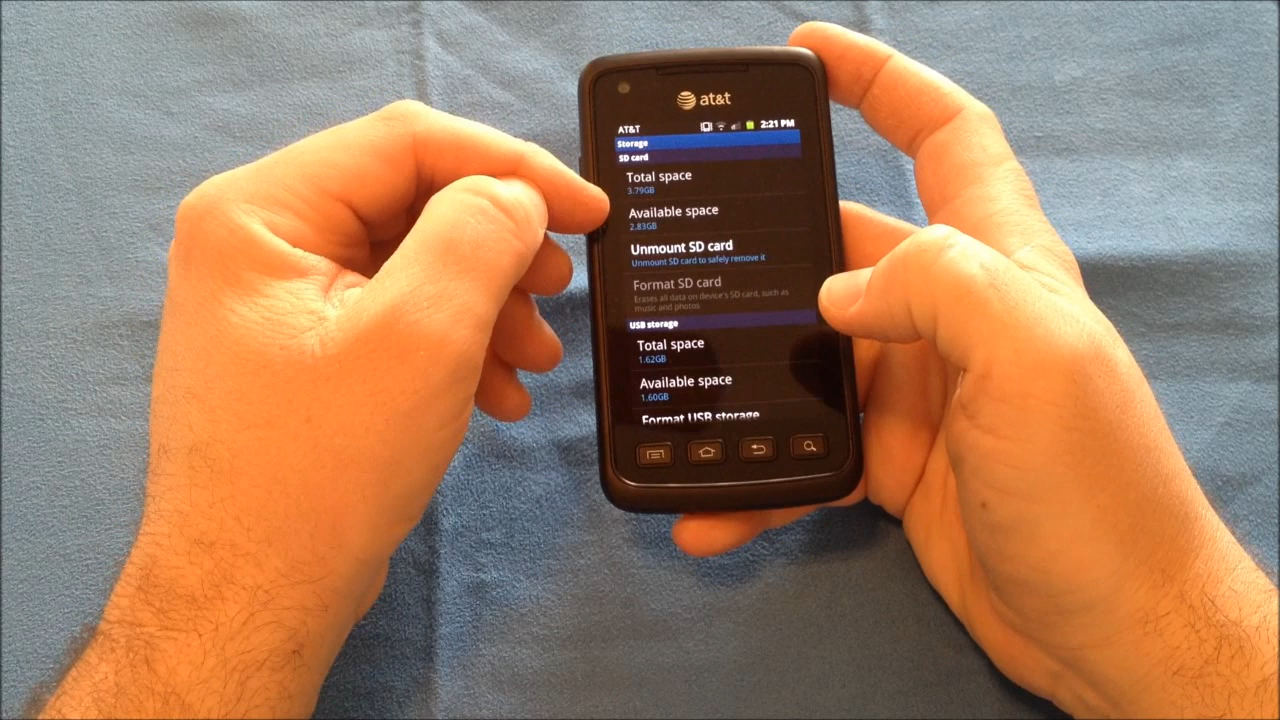 at&t
AT&T 2:21 PM
Storage
SD card
Total space
3.79GB
Available space
2.83GB
Unmount SD card
Unmount SD card to safely remove it
Format SD card
Erases all data on device's SD card, such as
music and photos
USB storage
Total space
1.62GB
Available space
1.60GB
Format USB storage